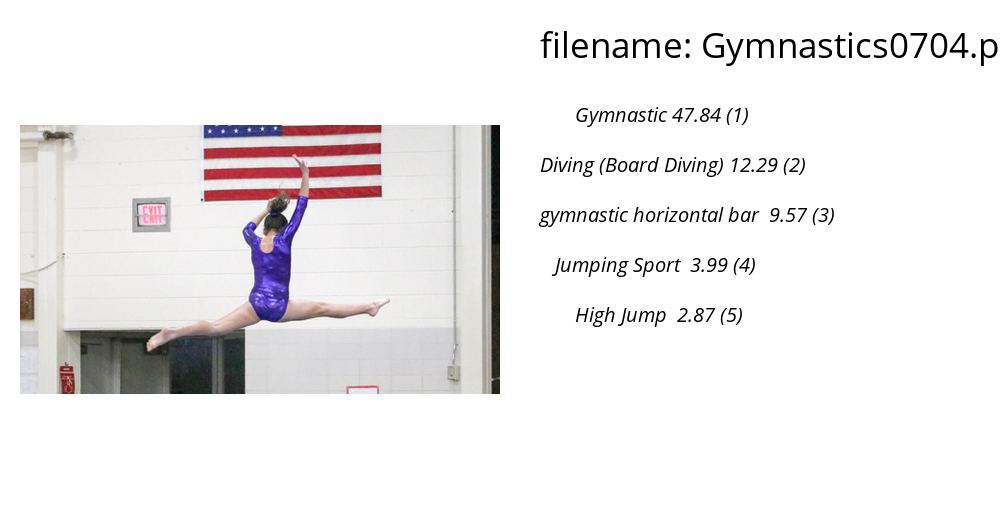 filename: Gymnastics0704.p
Gymnastic 47.84 (1)
Diving (Board Diving) 12.29 (2)
gymnastic horizontal bar 9.57 (3)
Jumping Sport 3.99 (4)
High Jump 2.87 (5)
EXIT